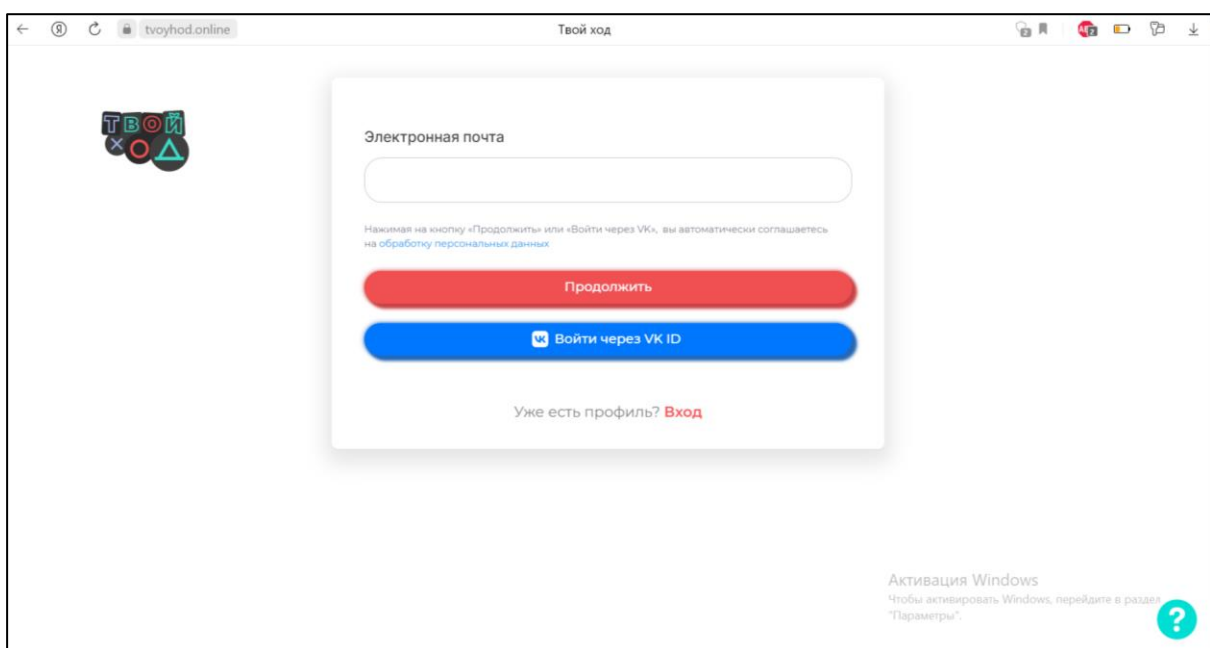 tvoyhod.online
Твой ход
ТВОЙ
ХОД
Электронная почта
Нажимая на кнопку «Продолжить» или «Войти через VK», вы автоматически соглашаетесь
на обработку персональных данных
Продолжить
Войти через VK ID
Уже есть профиль? Вход
Активация Windows
Чтобы активировать Windows, перейдите в раздел
"Параметры".
?